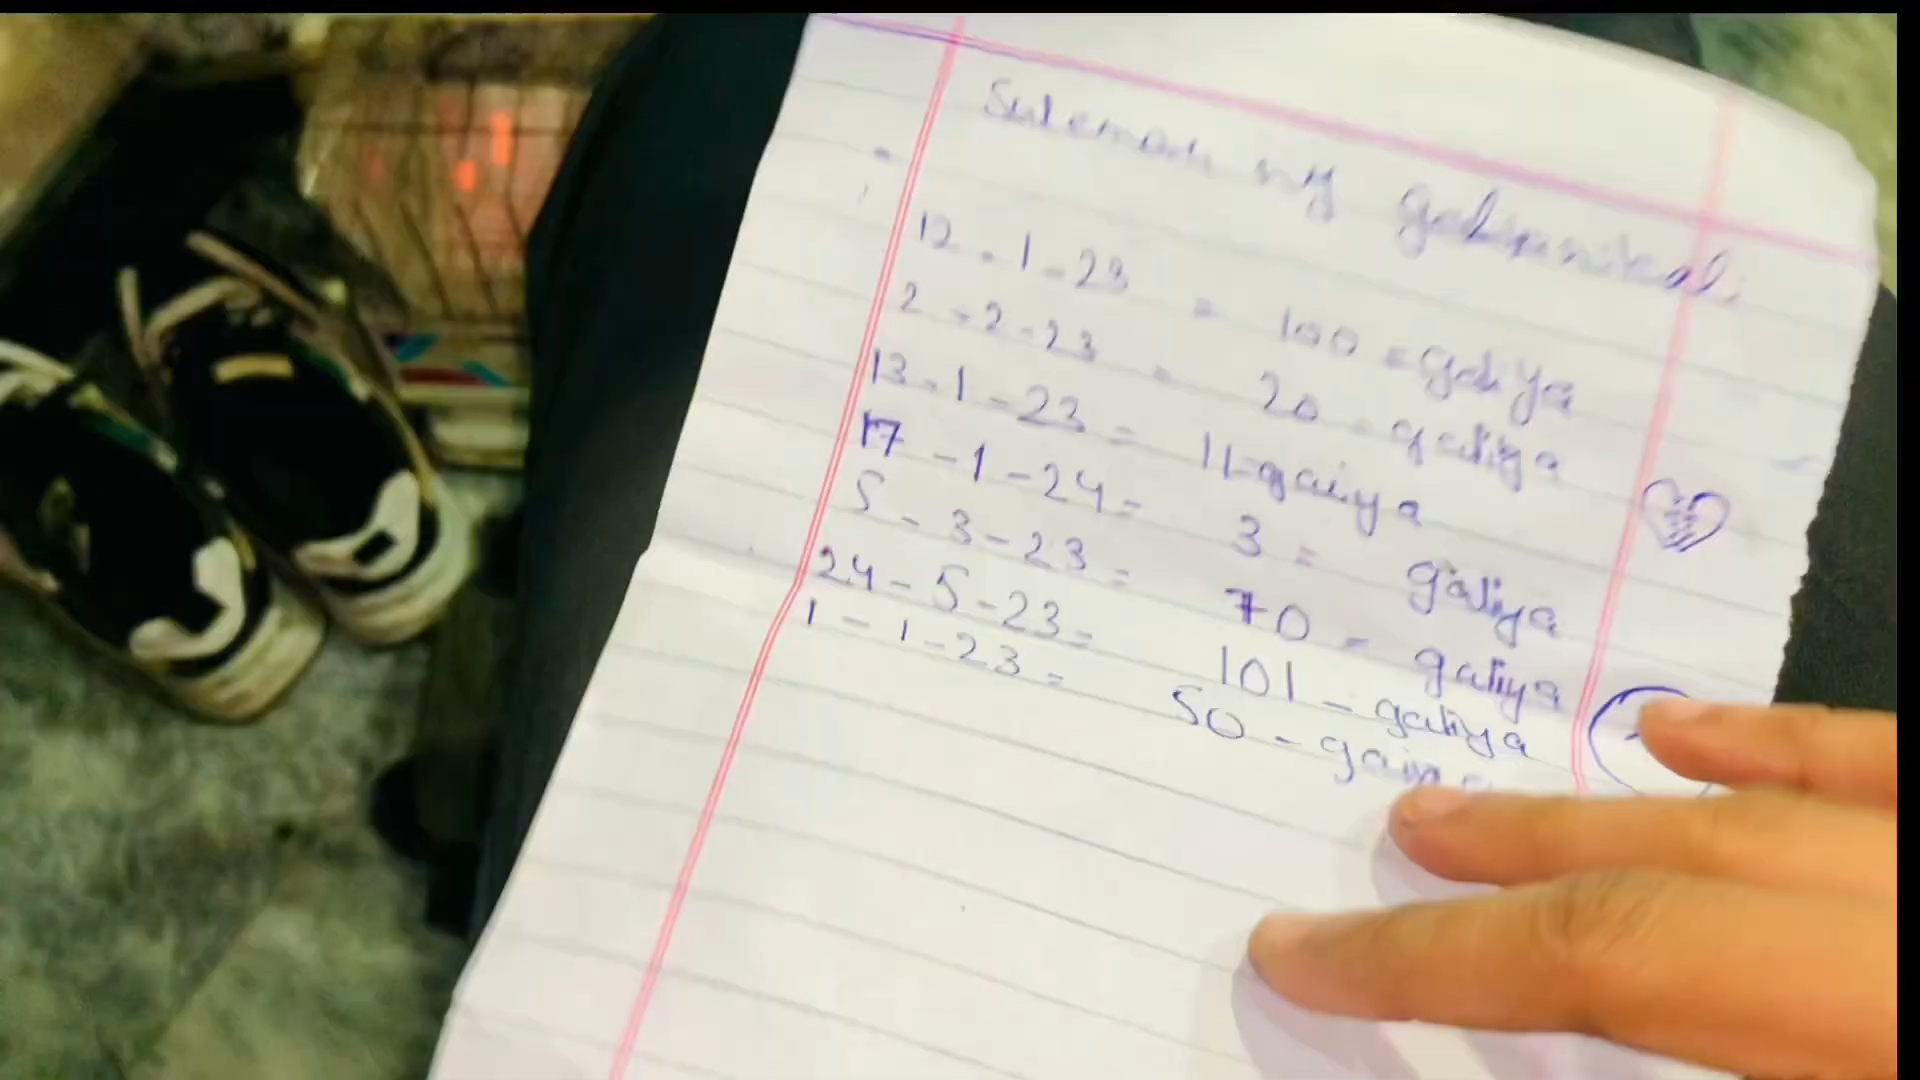 Suleman ny
12-1-23 = 100 = galiya
2-2-23 = 20 = galiya
13-1-23 = 11-galiya
17-1-24 = 3 = galiya
5-3-23 = 70 - galiya
24-5-23 = 101 - galiya
1-1-23 = 50 -